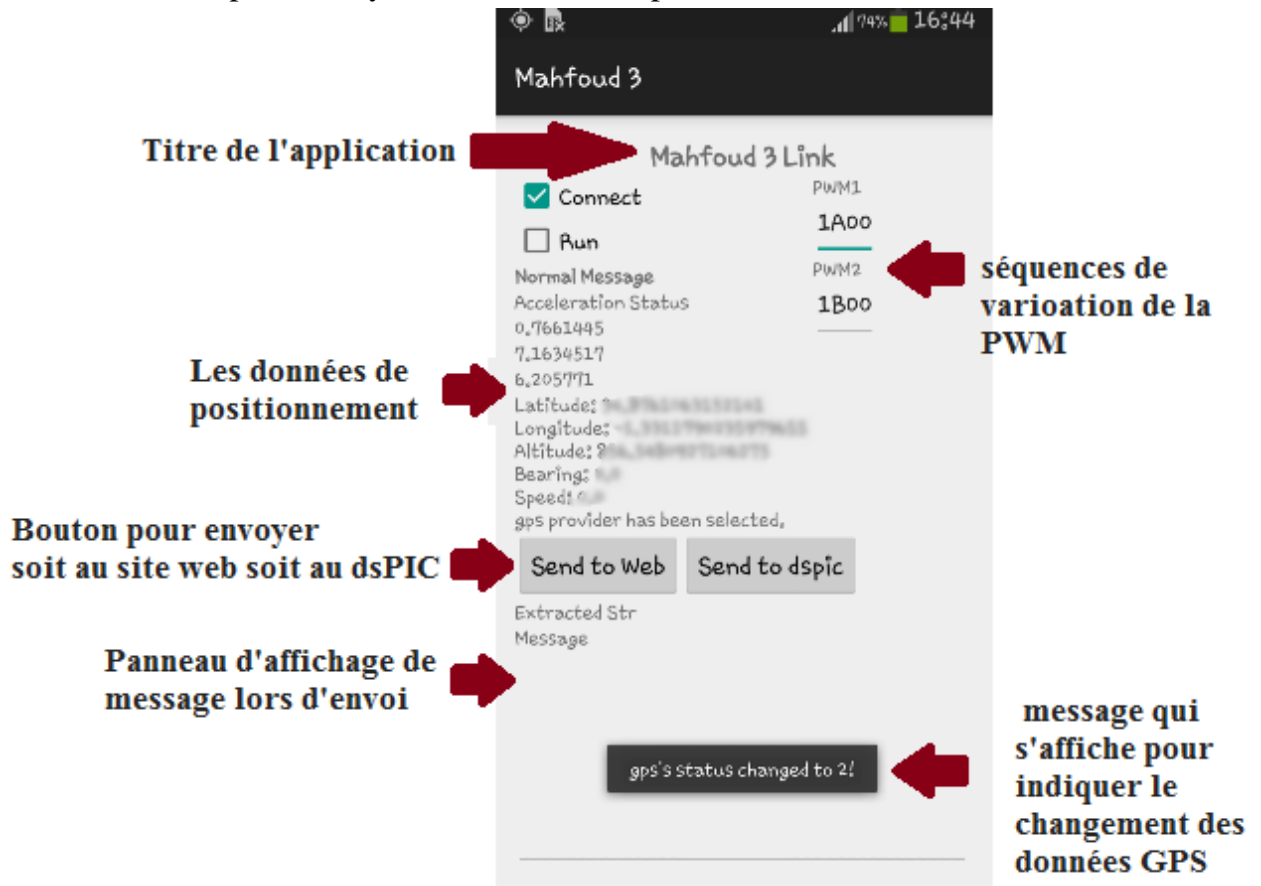 74% 16:44
Mahfoud 3
Titre de l'application
Mahfoud 3 Link
Connect
PWM1
1A00
Run
PWM2
1B00
séquences de
varioation de la
PWM
Normal Message
Acceleration Status
0.7661445
7.1634517
6.205771
Les données de
positionnement
Latitude:
Longitude:
Altitude:
Bearing:
Speed:
gps provider has been selected.
Bouton pour envoyer
soit au site web soit au dsPIC
Send to Web Send to dspic
Extracted Str
Message
Panneau d'affichage de
message lors d'envoi
gps's status changed to 2!
message qui
s'affiche pour
indiquer le
changement des
données GPS